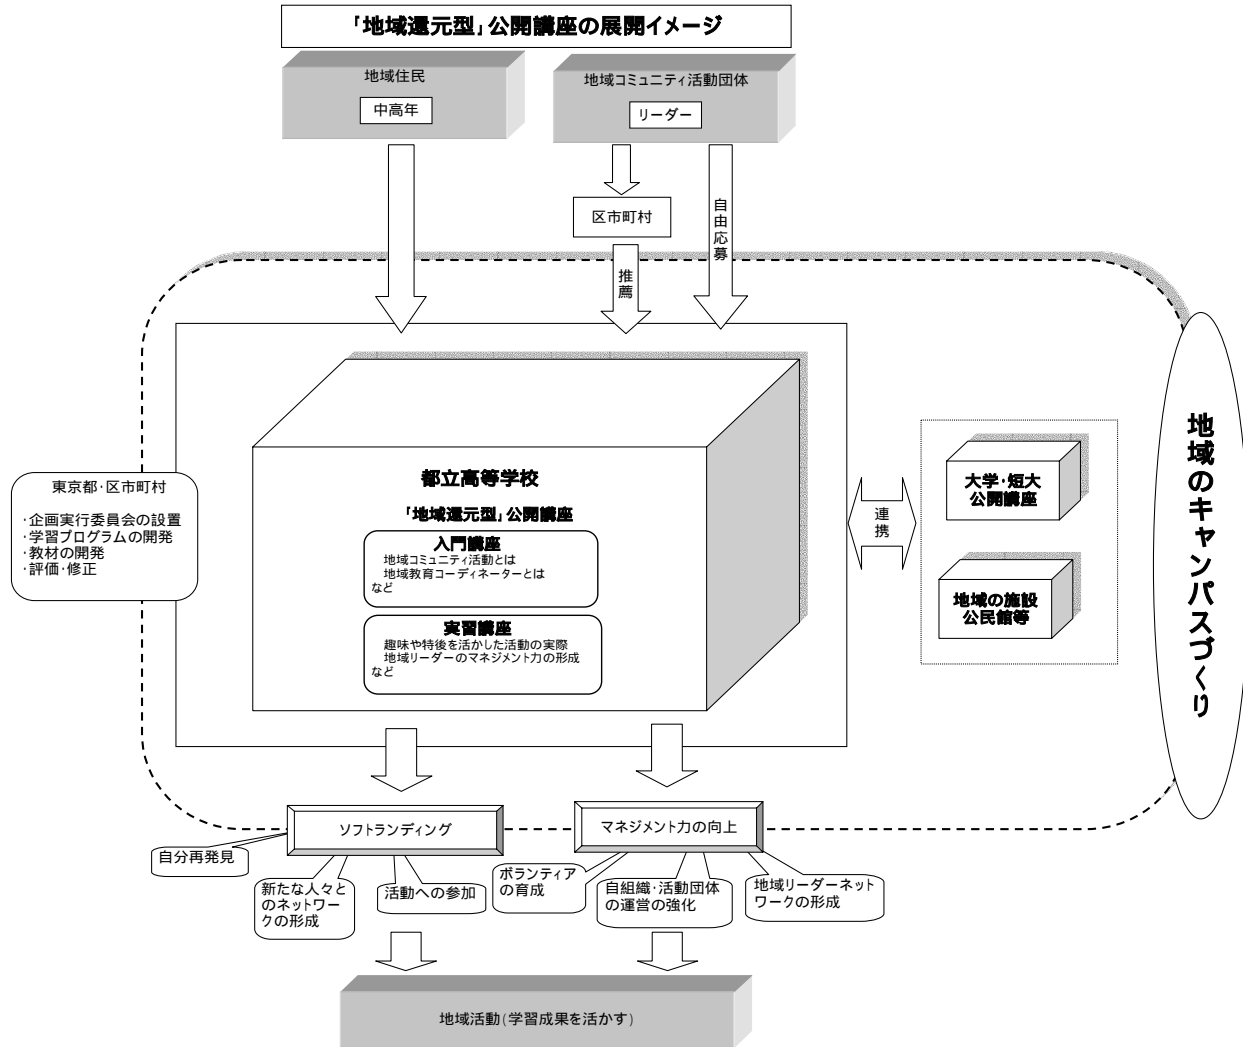 「地域還元型」公開講座の展開イメージ
地域住民
中高年
地域コミュニティ活動団体
リーダー
区市町村
自由応募
推薦
都立高等学校
「地域還元型」公開講座
入門講座
地域コミュニティ活動とは
地域教育コーディネーターとは
など
実習講座
趣味や特後を活かした活動の実際
地域リーダーのマネジメント力の形成
など
東京都・区市町村
・企画実行委員会の設置
・学習プログラムの開発
・教材の開発
・評価・修正
連携
大学・短大
公開講座
地域の施設
公民館等
地域のキャンパスづくり
ソフトランディング
マネジメント力の向上
自分再発見
新たな人々と
のネットワー
クの形成
活動への参加
ボランティア
の育成
自組織・活動団体
の運営の強化
地域リーダーネット
ワークの形成
地域活動(学習成果を活かす)